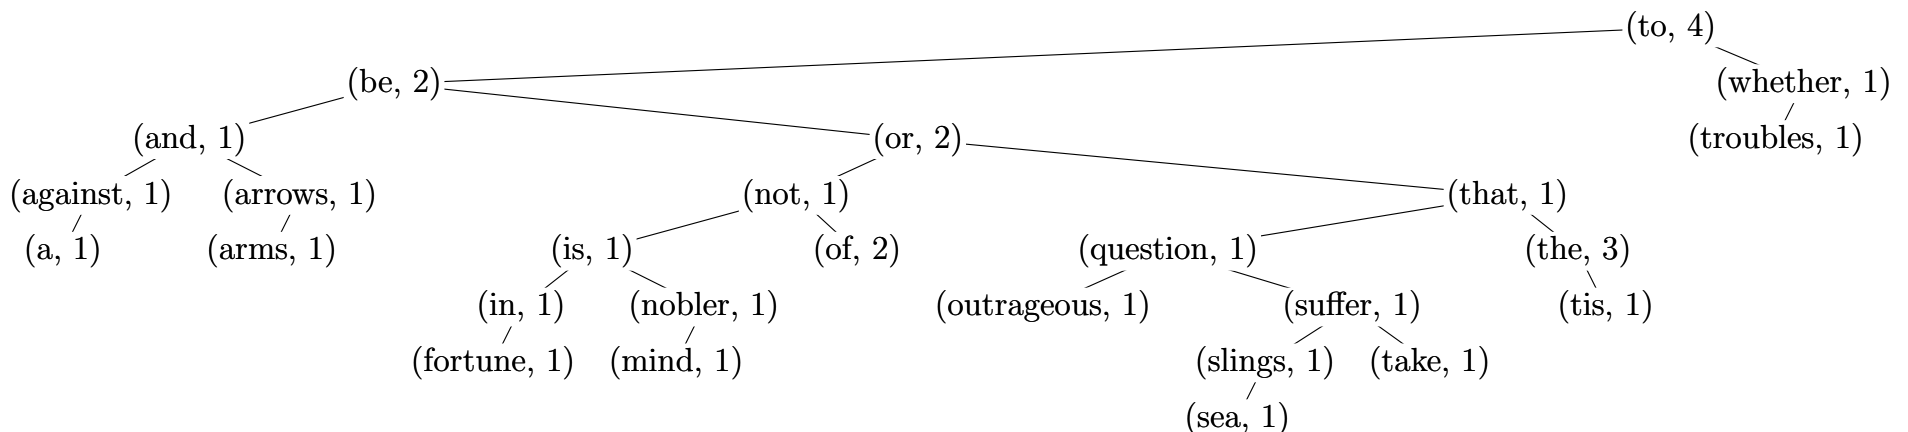 (to, 4)
(be, 2) (whether, 1)
(and, 1) (or, 2) (troubles, 1)
(against, 1) (arrows, 1) (not, 1) (that, 1)
(a, 1) (arms, 1) (is, 1) (of, 2) (question, 1) (the, 3)
(in, 1) (nobler, 1) (outrageous, 1) (suffer, 1) (tis, 1)
(fortune, 1) (mind, 1) (slings, 1) (take, 1)
(sea, 1)